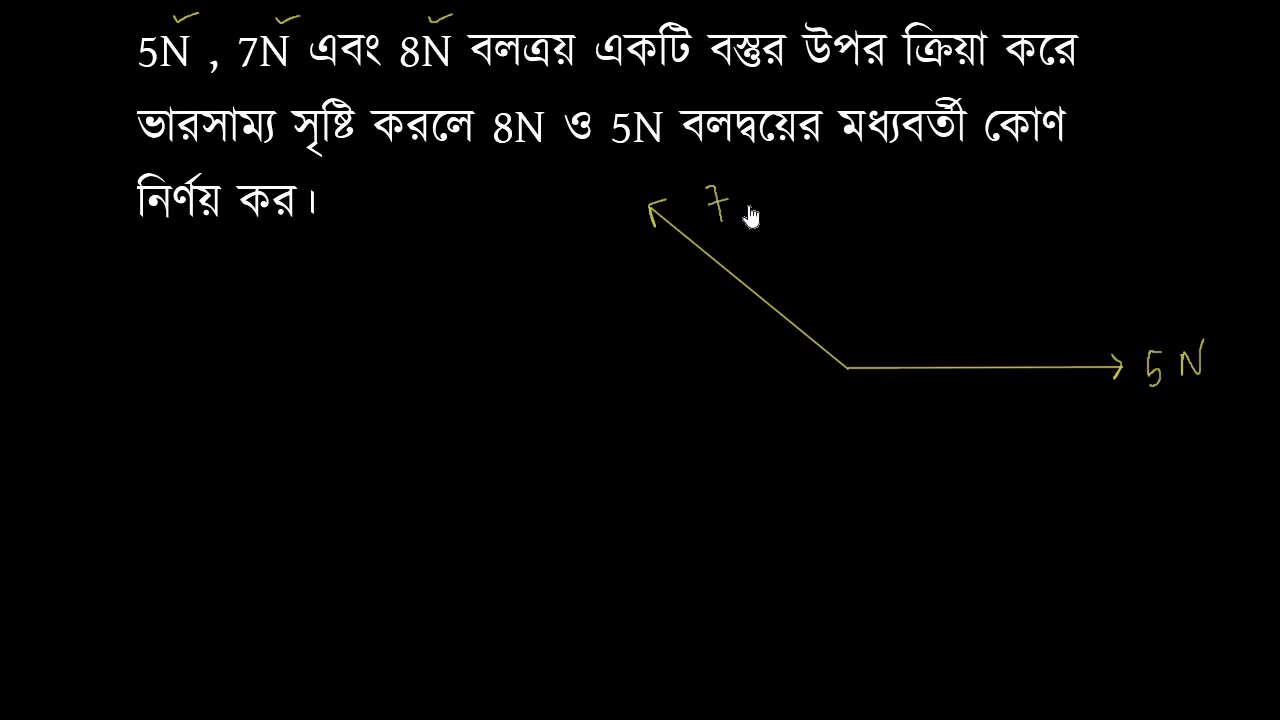 5N , 7N এবং 8N বলত্রয় একটি বস্তুর উপর ক্রিয়া করে
ভারসাম্য সৃষ্টি করলে 8N ও 5N বলদ্বয়ের মধ্যবর্তী কোণ
নির্ণয় কর।
7
5 N